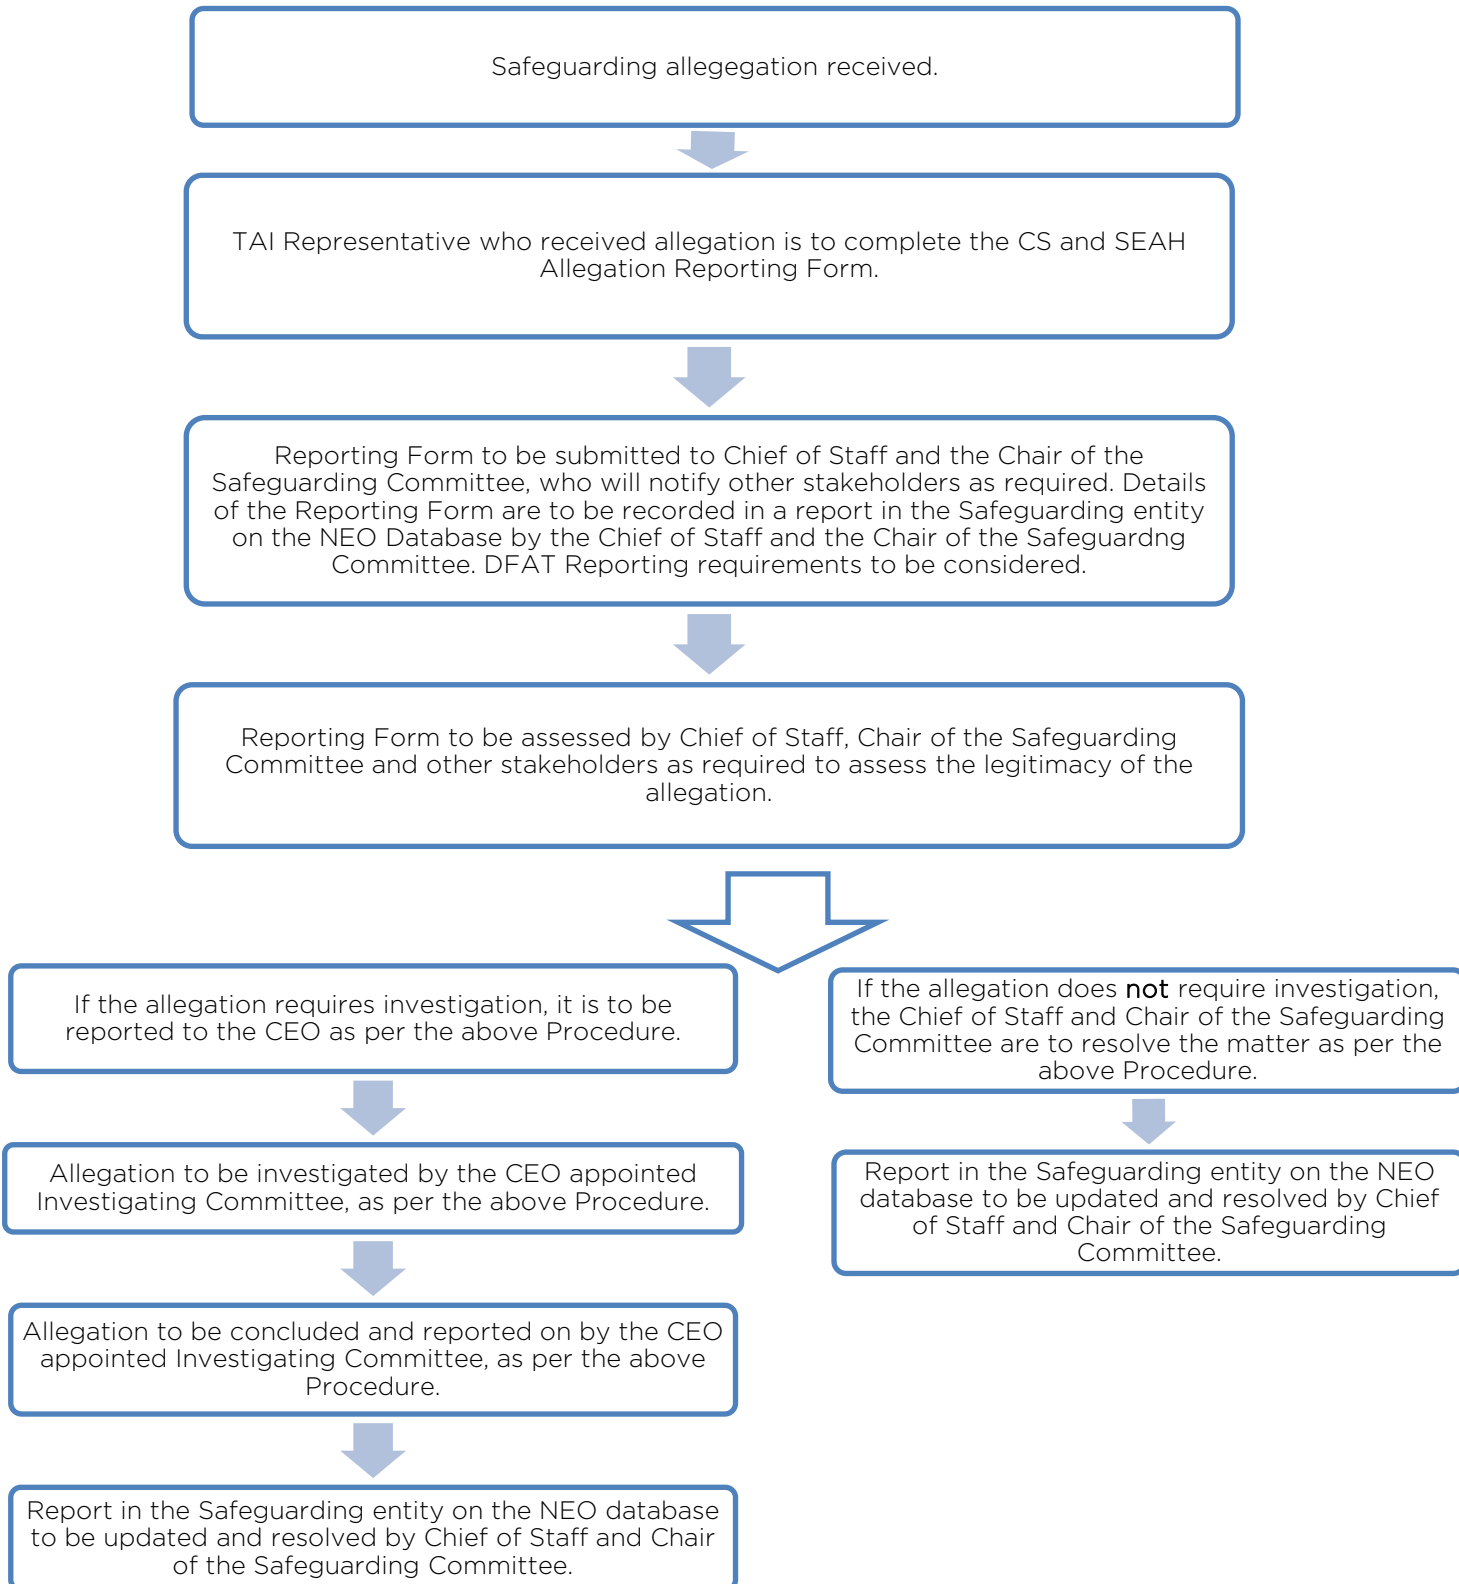 Safeguarding allegegation received.
TAI Representative who received allegation is to complete the CS and SEAH
Allegation Reporting Form.
Reporting Form to be submitted to Chief of Staff and the Chair of the
Safeguarding Committee, who will notify other stakeholders as required. Details
of the Reporting Form are to be recorded in a report in the Safeguarding entity
on the NEO Database by the Chief of Staff and the Chair of the Safeguardng
Committee. DFAT Reporting requirements to be considered.
Reporting Form to be assessed by Chief of Staff, Chair of the Safeguarding
Committee and other stakeholders as required to assess the legitimacy of the
allegation.
If the allegation requires investigation, it is to be
reported to the CEO as per the above Procedure.
Allegation to be investigated by the CEO appointed
Investigating Committee, as per the above Procedure.
Allegation to be concluded and reported on by the CEO
appointed Investigating Committee, as per the above
Procedure.
Report in the Safeguarding entity on the NEO database
to be updated and resolved by Chief of Staff and Chair
of the Safeguarding Committee.
If the allegation does not require investigation,
the Chief of Staff and Chair of the Safeguarding
Committee are to resolve the matter as per the
above Procedure.
Report in the Safeguarding entity on the NEO
database to be updated and resolved by Chief
of Staff and Chair of the Safeguarding
Committee.